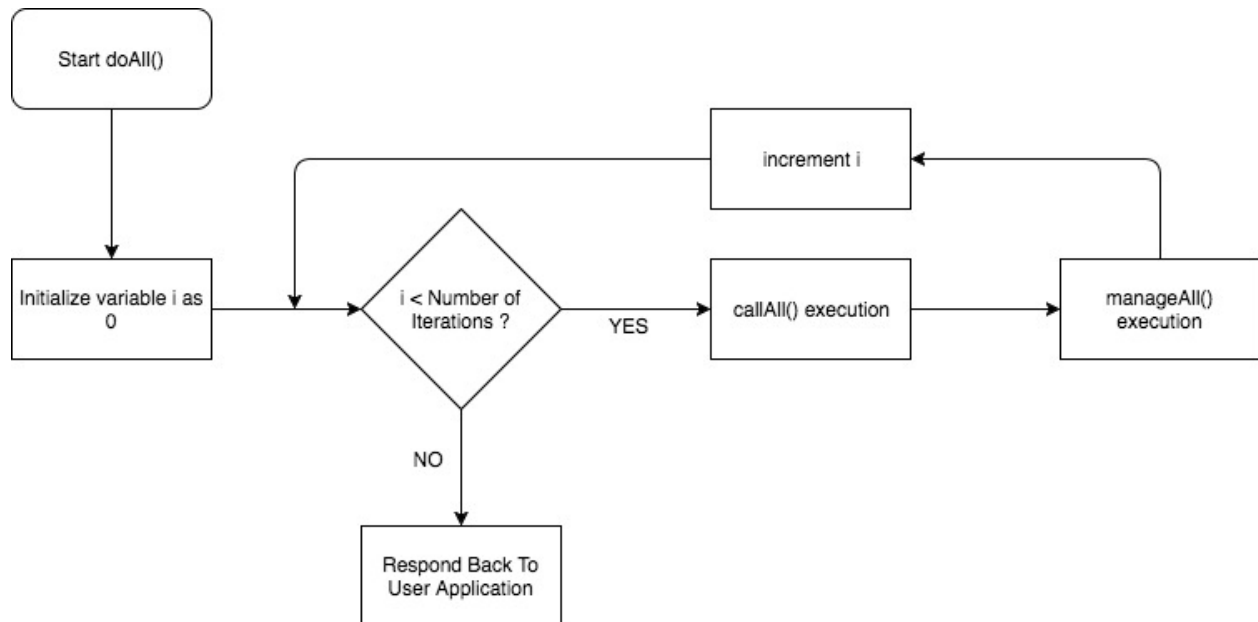 Start doAll()
increment i
Initialize variable i as
0
i < Number of
Iterations ?
YES
callAll() execution
manageAll()
execution
NO
Respond Back To
User Application